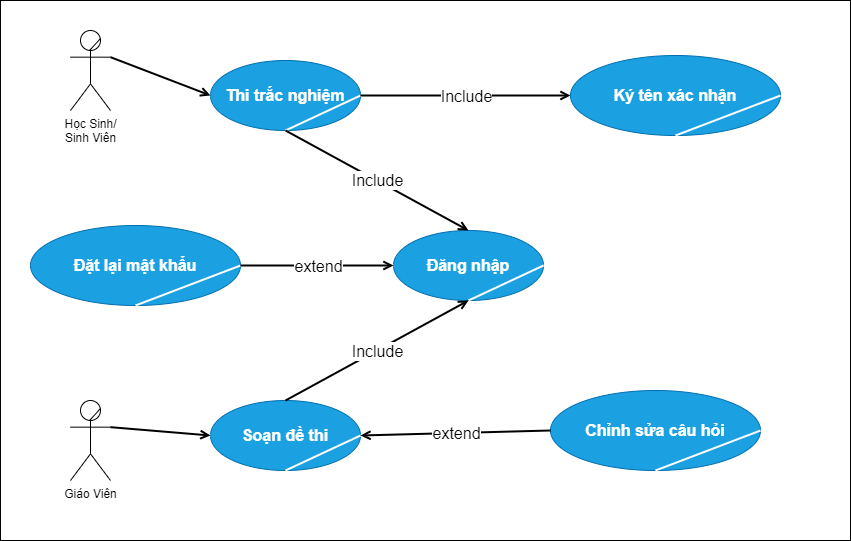 Học Sinh/
Sinh Viên
Thi trắc nghiệm
Include
Ký tên xác nhận
Include
Đặt lại mật khẩu
extend
Đăng nhập
Include
Giáo Viên
Soạn đề thi
extend
Chỉnh sửa câu hỏi